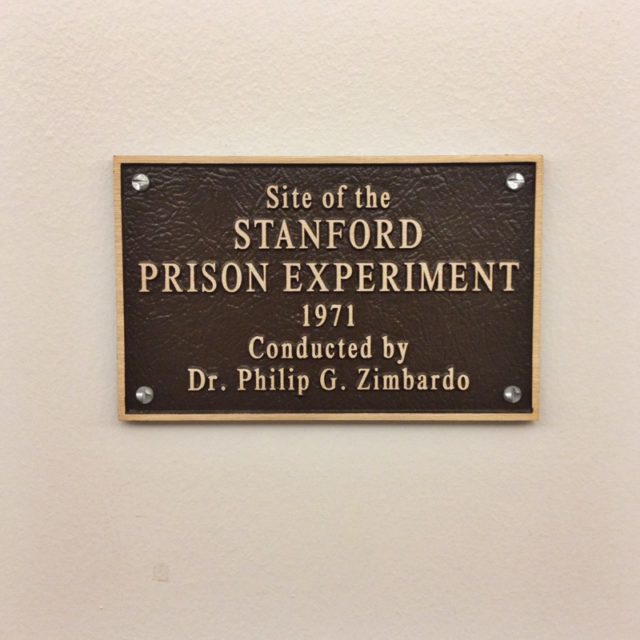 Site of the
STANFORD
PRISON EXPERIMENT
1971
Conducted by
Dr. Philip G. Zimbardo